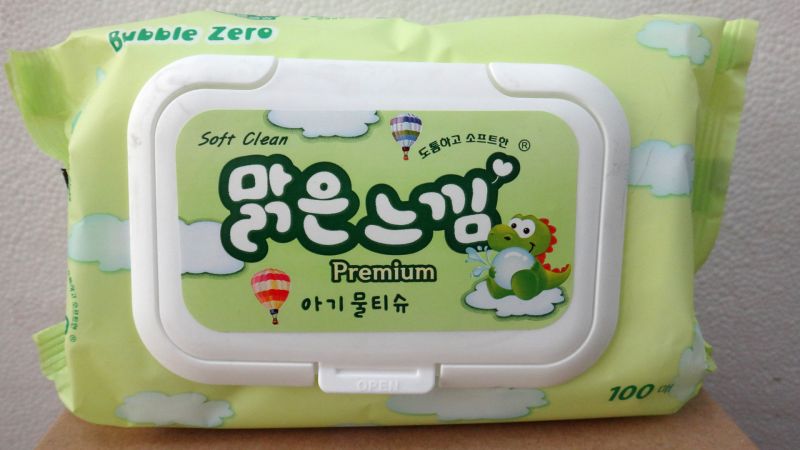 Bubble Zero
Soft Clean
도톰하고 소프트한 ®
맑은느낌
Premium
아기물티슈
OPEN
100매